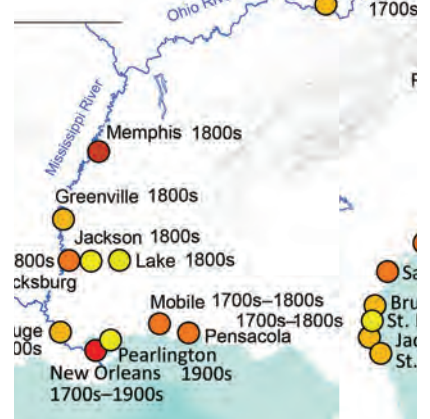 Ohio River
1700s
Mississippi River
Memphis 1800s
Greenville 1800s
Jackson 1800s
800s
Lake 1800s
cksburg
Mobile 1700s–1800s
1700s–1800s
Pensacola
uge
00s
Pearlington
1900s
New Orleans
1700s–1900s
Sa
Bru
St.
Jac
St.